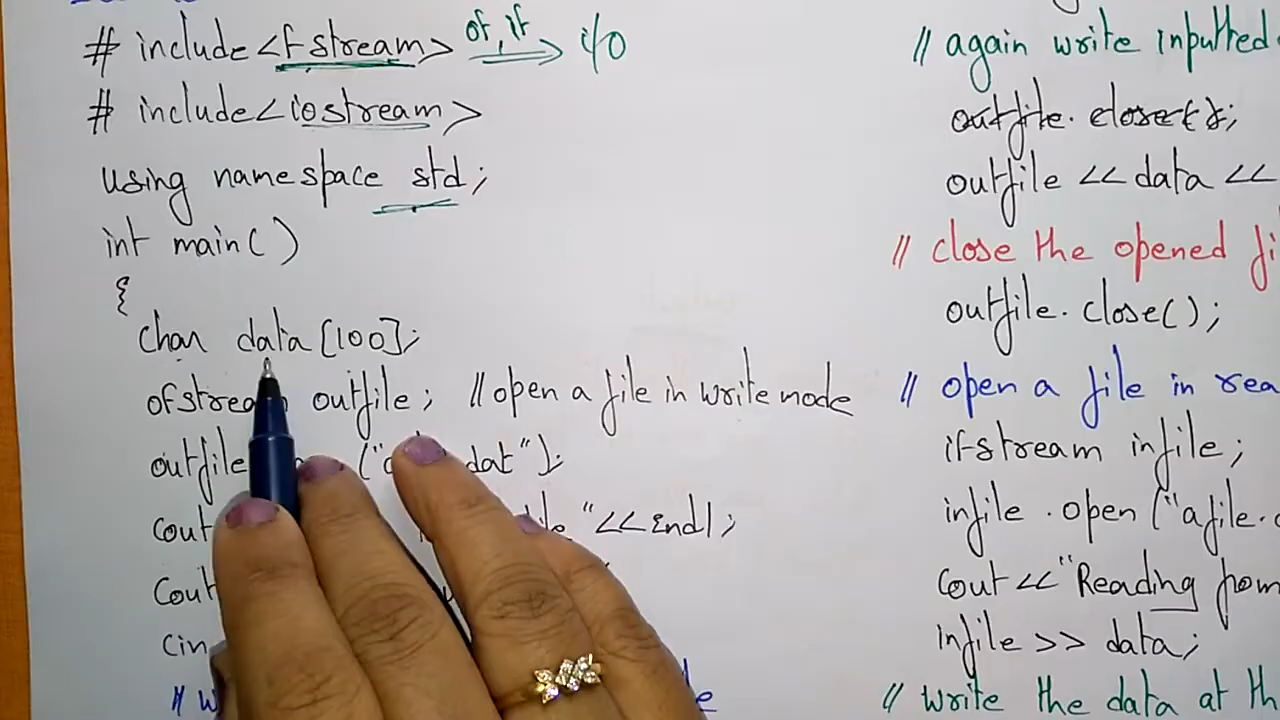 # include<fstream> of, if i/o
# include<iostream>
using namespace std;
int main()
{
char data[100];
ofstream outfile; // open a file in write mode
outfile ("a dat");
cout "<<Endl;
cout
cin
// again write inputted
outfile. close();
outfile << data <<
// close the opened
outfile. close();
// open a file in
ifstream infile;
infile .open ("afile.
cout << "Reading from
infile >> data;
// write the data at